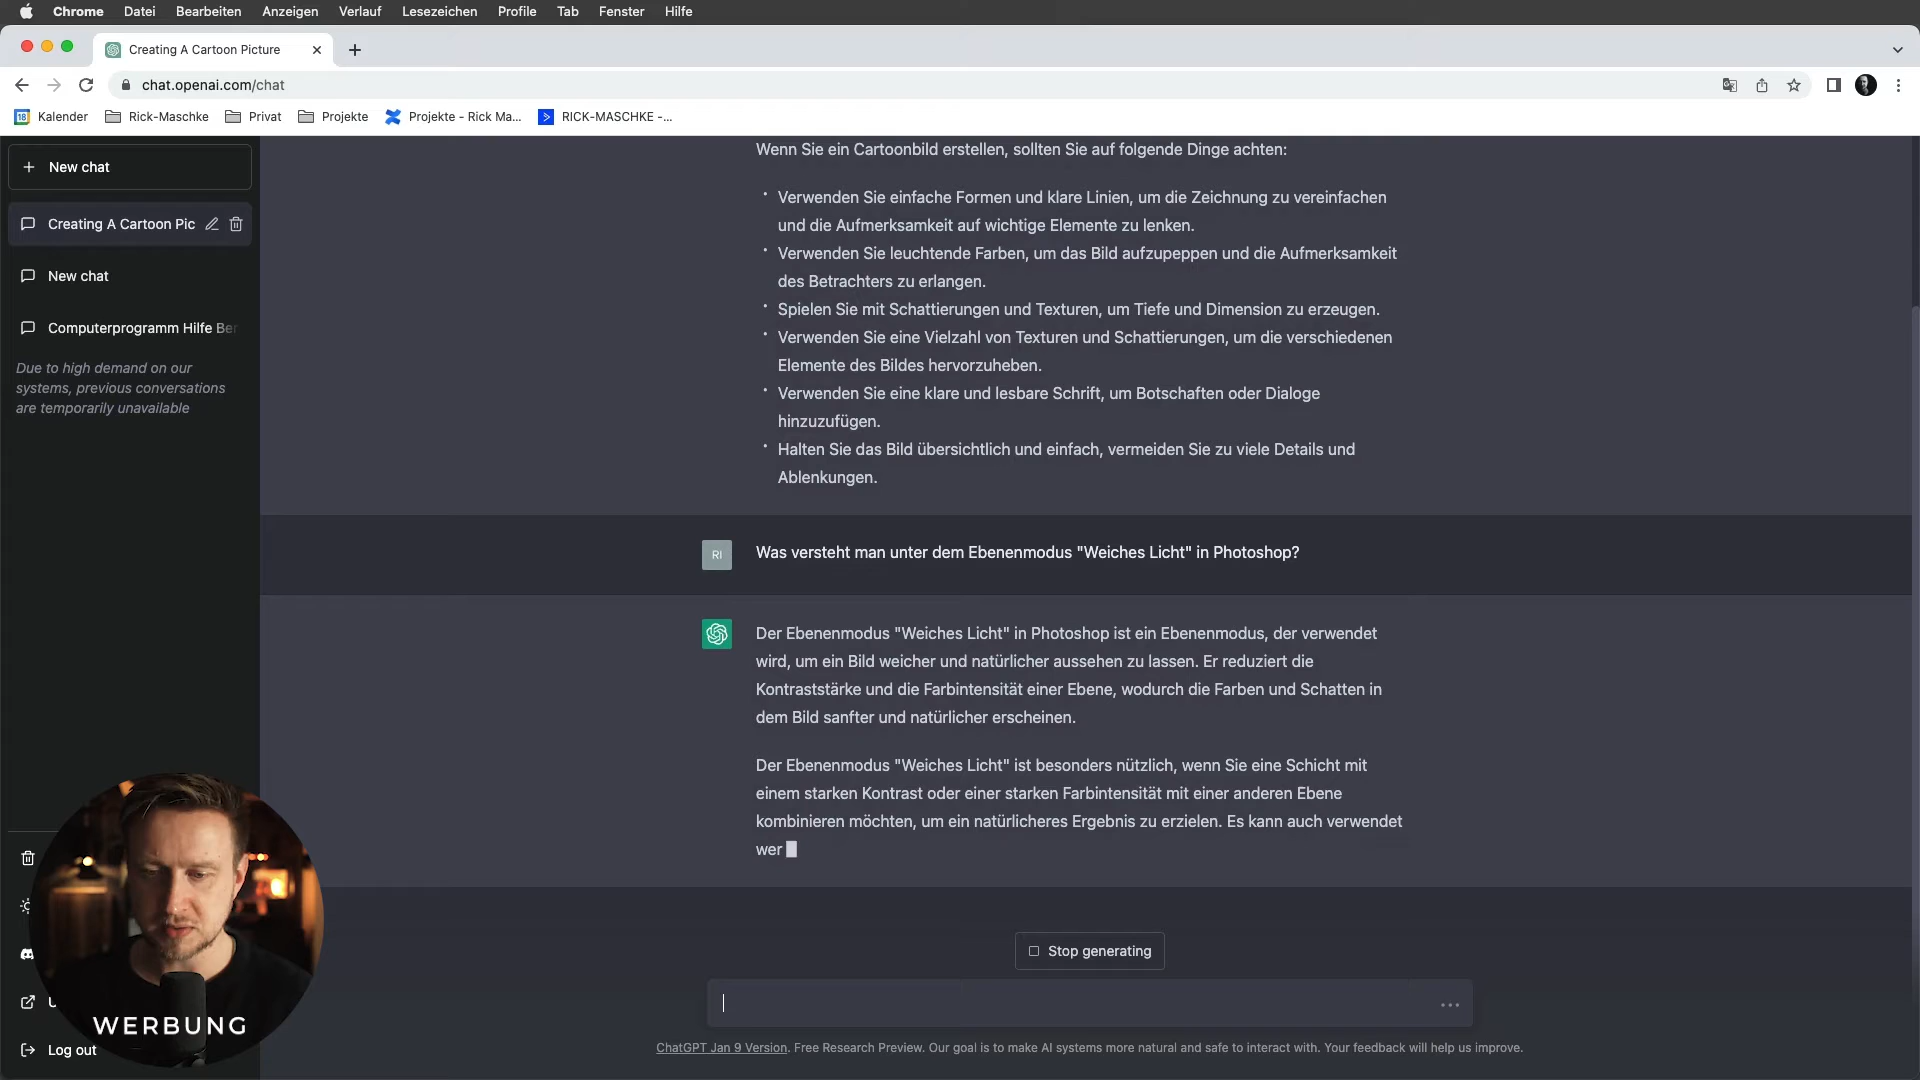 Chrome Datei Bearbeiten Anzeigen Verlauf Lesezeichen Profile Tab Fenster Hilfe
Creating A Cartoon Picture
chat.openai.com/chat
18 Kalender Rick-Maschke Privat Projekte Projekte - Rick Ma... RICK-MASCHKE -...
New chat
Creating A Cartoon Pic
New chat
Computerprogramm Hilfe Ber
Due to high demand on our
systems, previous conversations
are temporarily unavailable
Wenn Sie ein Cartoonbild erstellen, sollten Sie auf folgende Dinge achten:
• Verwenden Sie einfache Formen und klare Linien, um die Zeichnung zu vereinfachen
und die Aufmerksamkeit auf wichtige Elemente zu lenken.
• Verwenden Sie leuchtende Farben, um das Bild aufzupeppen und die Aufmerksamkeit
des Betrachters zu erlangen.
• Spielen Sie mit Schattierungen und Texturen, um Tiefe und Dimension zu erzeugen.
• Verwenden Sie eine Vielzahl von Texturen und Schattierungen, um die verschiedenen
Elemente des Bildes hervorzuheben.
• Verwenden Sie eine klare und lesbare Schrift, um Botschaften oder Dialoge
hinzuzufügen.
• Halten Sie das Bild übersichtlich und einfach, vermeiden Sie zu viele Details und
Ablenkungen.
RI
Was versteht man unter dem Ebenenmodus "Weiches Licht" in Photoshop?
Der Ebenenmodus "Weiches Licht" in Photoshop ist ein Ebenenmodus, der verwendet
wird, um ein Bild weicher und natürlicher aussehen zu lassen. Er reduziert die
Kontraststärke und die Farbintensität einer Ebene, wodurch die Farben und Schatten in
dem Bild sanfter und natürlicher erscheinen.
Der Ebenenmodus "Weiches Licht" ist besonders nützlich, wenn Sie eine Schicht mit
einem starken Kontrast oder einer starken Farbintensität mit einer anderen Ebene
kombinieren möchten, um ein natürlicheres Ergebnis zu erzielen. Es kann auch verwendet
wer
Stop generating
ChatGPT Jan 9 Version. Free Research Preview. Our goal is to make AI systems more natural and safe to interact with. Your feedback will help us improve.
WERBUNG
Log out